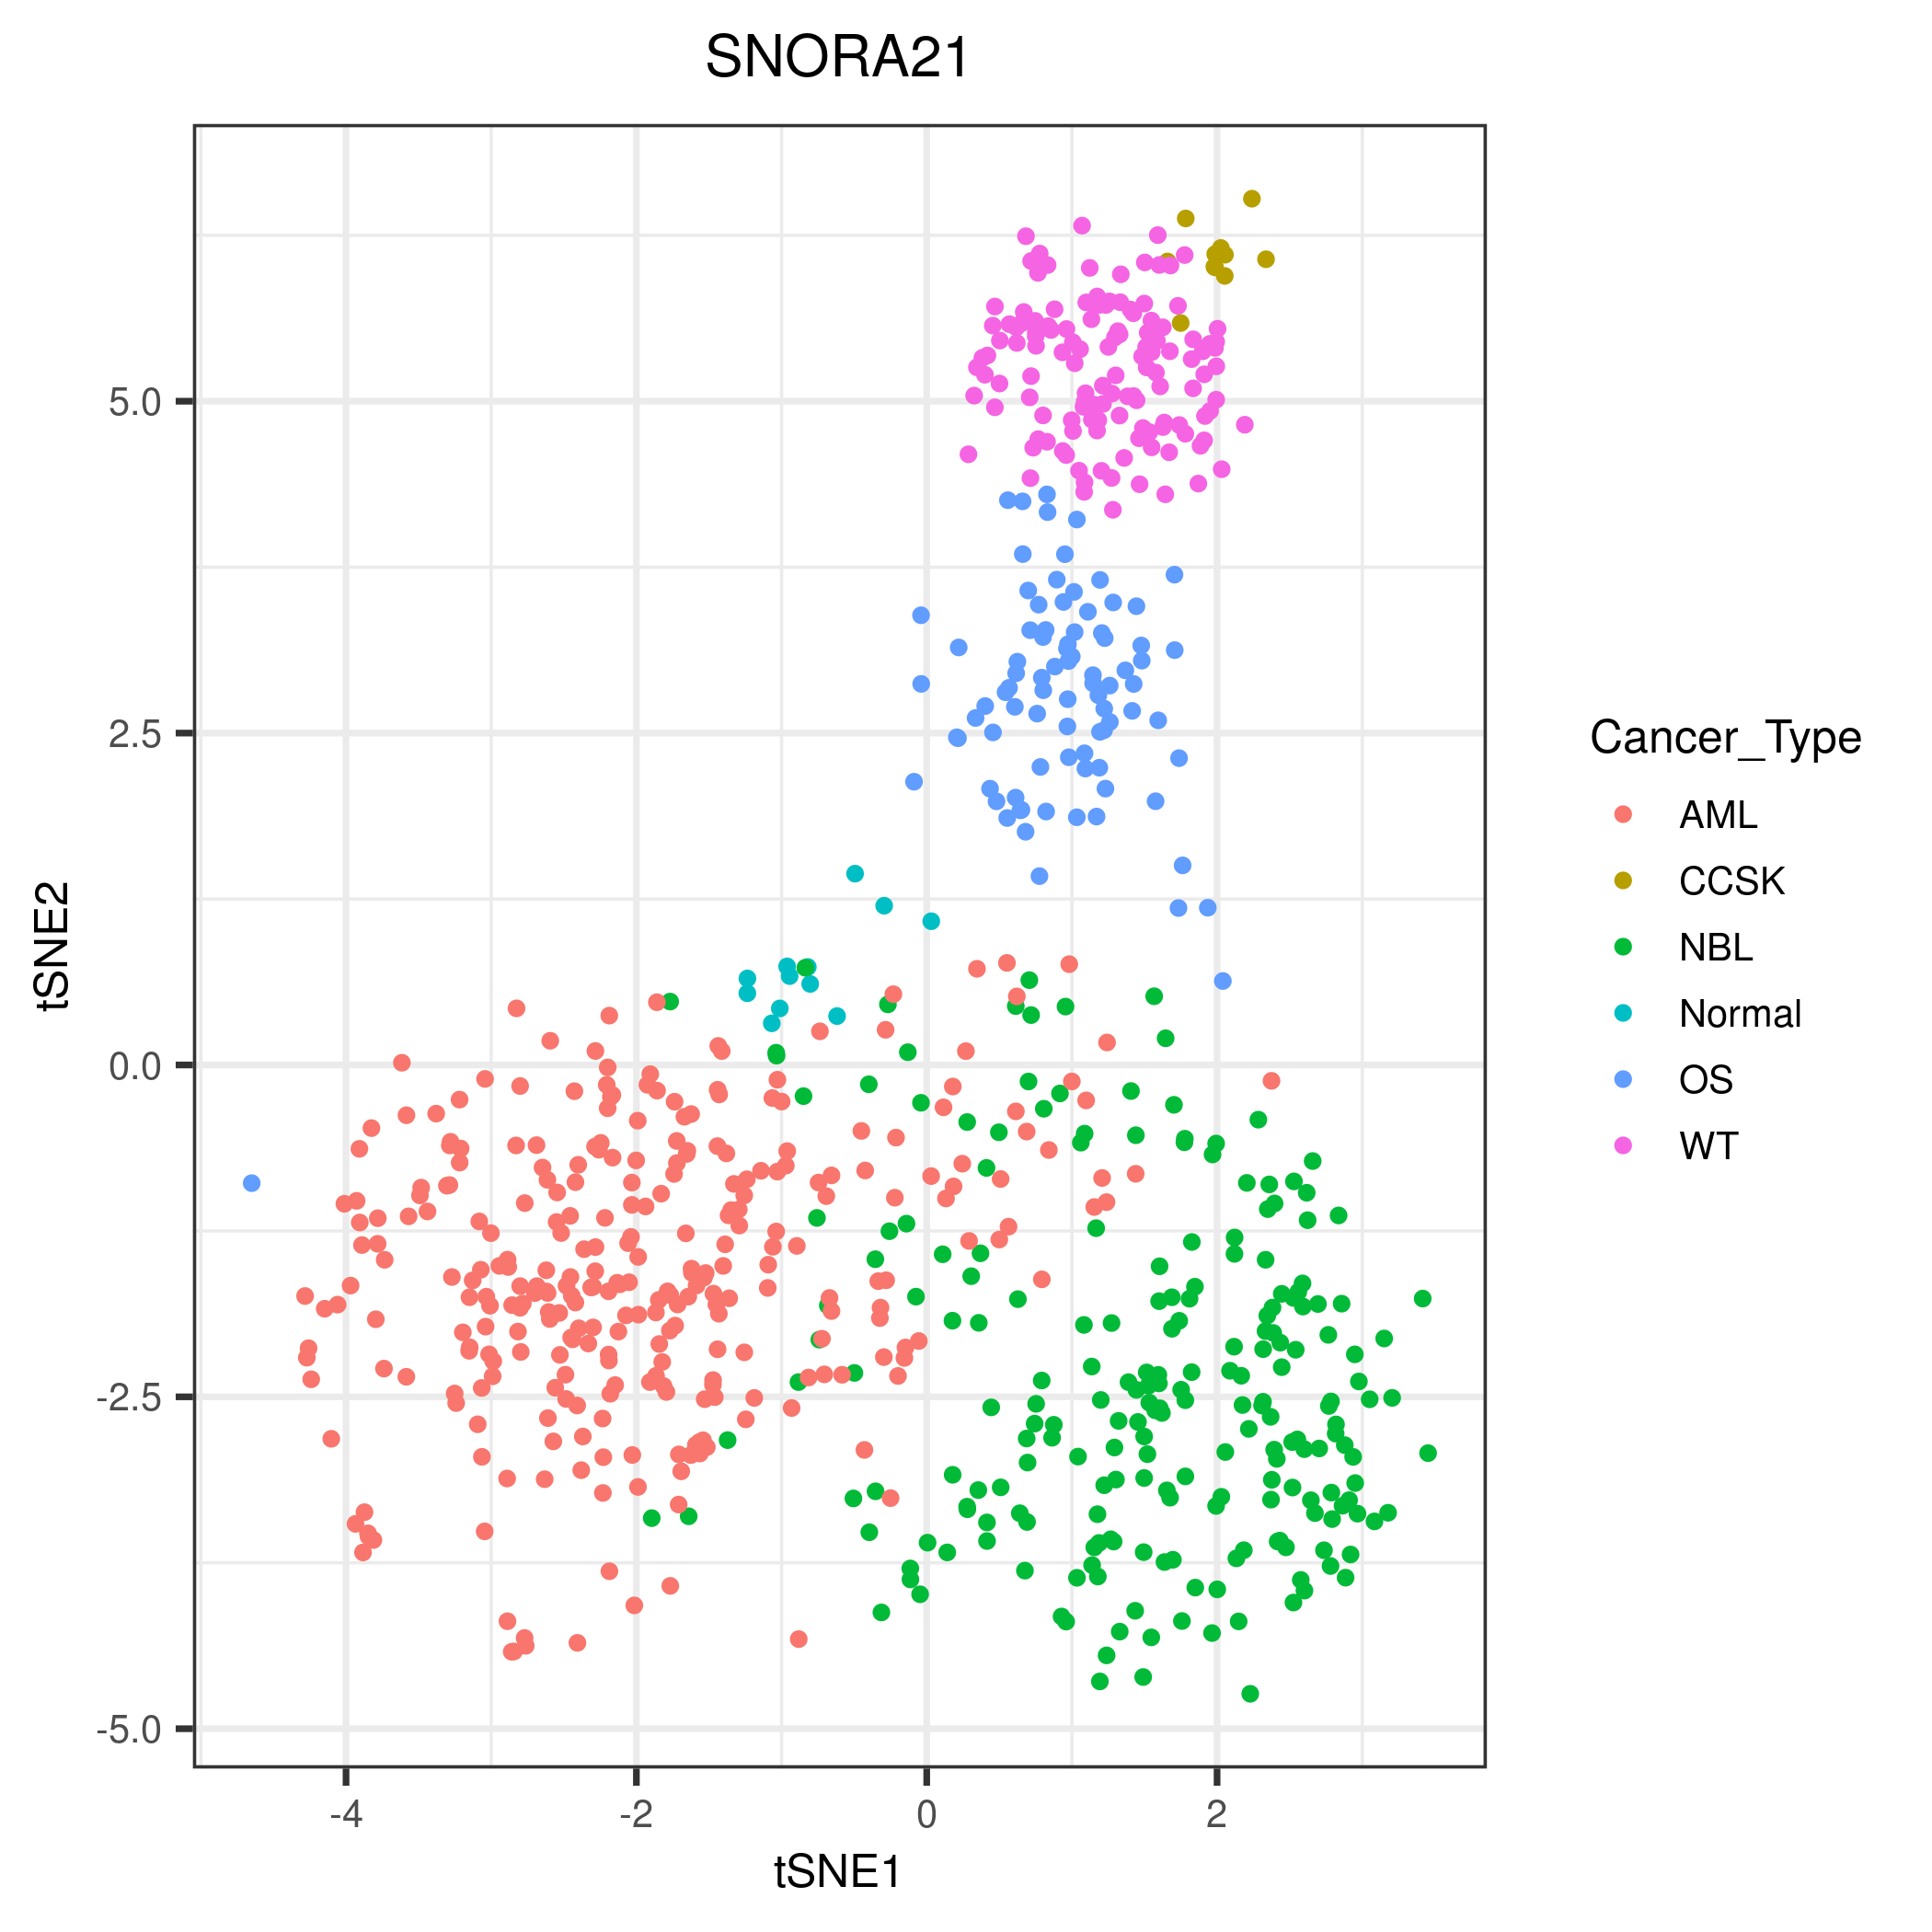 SNORA21
tSNE2
5.0
2.5
0.0
-2.5
-5.0
-4
-2
0
2
tSNE1
Cancer_Type
AML
CCSK
NBL
Normal
OS
WT